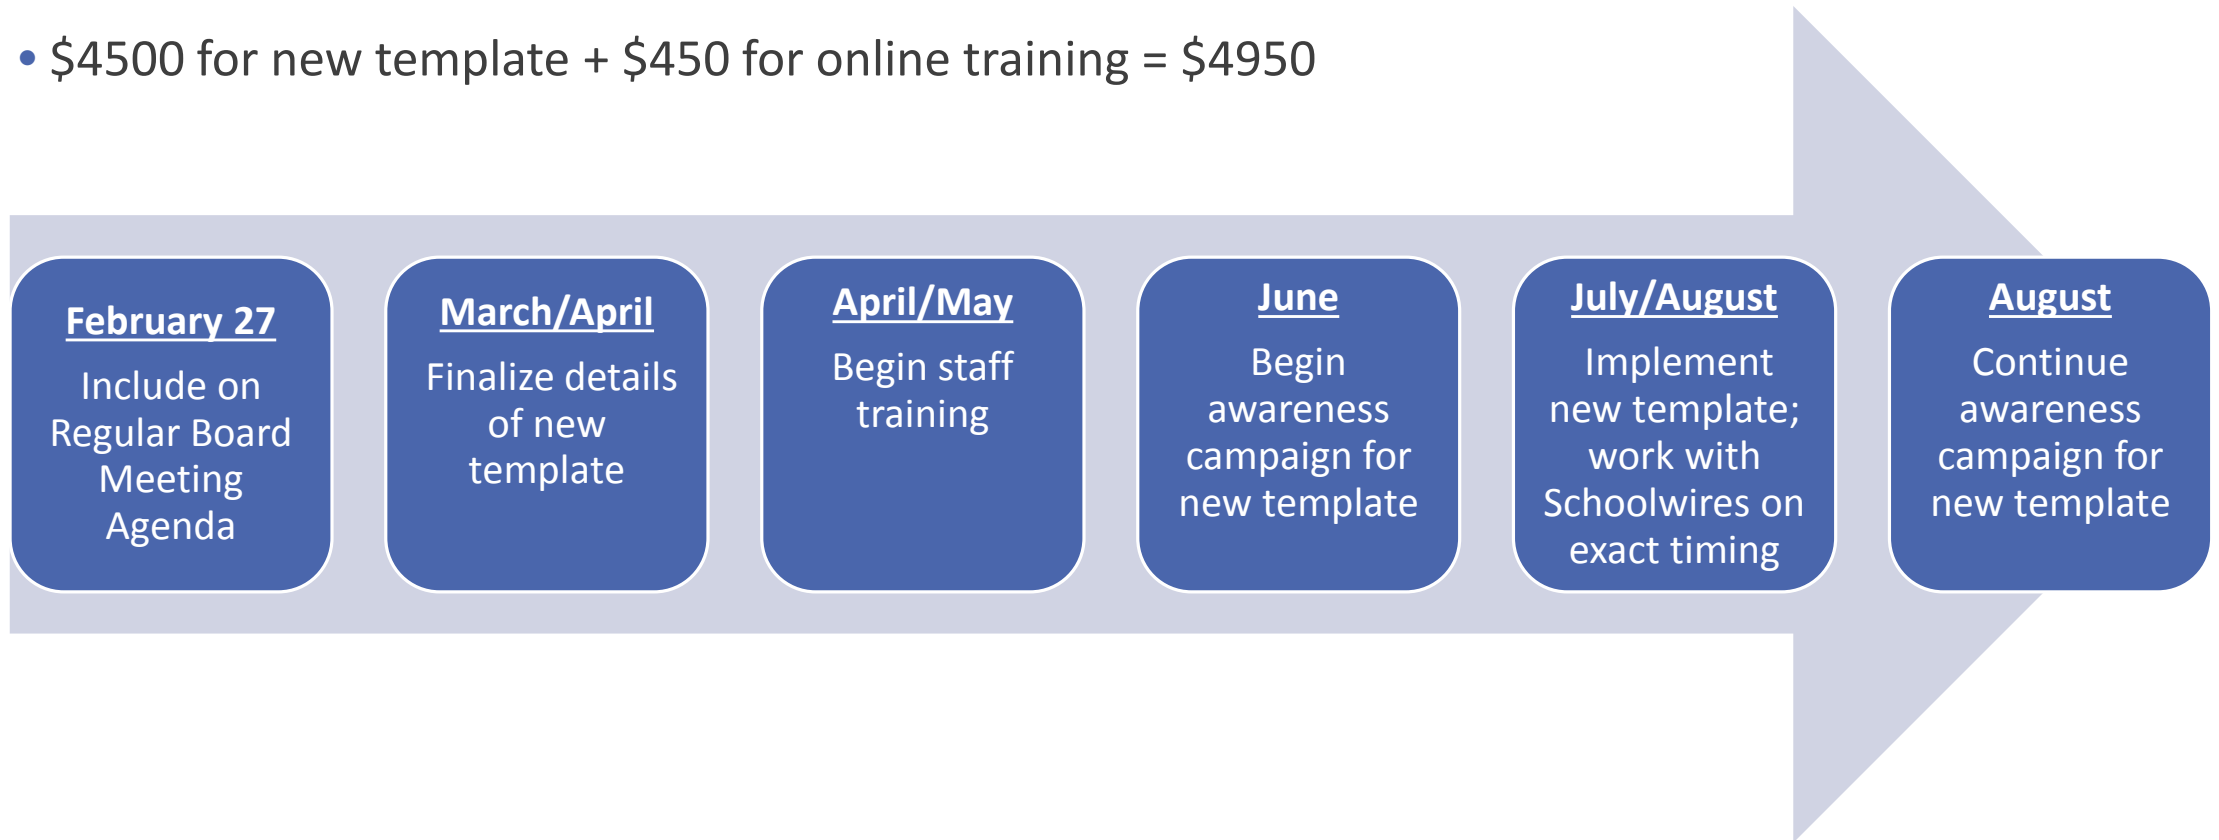 • $4500 for new template + $450 for online training = $4950
February 27
Include on
Regular Board
Meeting
Agenda
March/April
Finalize details
of new
template
April/May
Begin staff
training
June
Begin
awareness
campaign for
new template
July/August
Implement
new template;
work with
Schoolwires on
exact timing
August
Continue
awareness
campaign for
new template